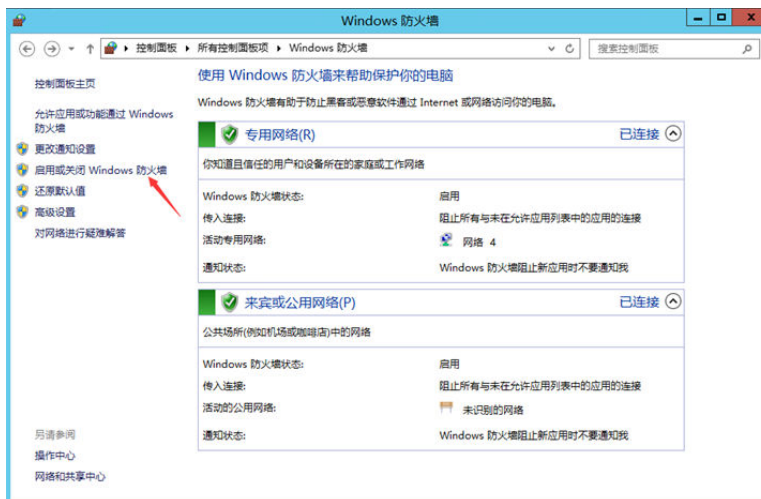 Windows 防火墙
控制面板 ▸ 所有控制面板项 ▸ Windows 防火墙
搜索控制面板
控制面板主页
允许应用或功能通过 Windows
防火墙
更改通知设置
启用或关闭 Windows 防火墙
还原默认值
高级设置
对网络进行疑难解答
使用 Windows 防火墙来帮助保护你的电脑
Windows 防火墙有助于防止黑客或恶意软件通过 Internet 或网络访问你的电脑。
专用网络(R) 已连接
你知道且信任的用户和设备所在的家庭或工作网络
Windows 防火墙状态: 启用
传入连接: 阻止所有与未在允许应用列表中的应用的连接
活动专用网络: 网络 4
通知状态: Windows 防火墙阻止新应用时不要通知我
来宾或公用网络(P) 已连接
公共场所(例如机场或咖啡店)中的网络
Windows 防火墙状态: 启用
传入连接: 阻止所有与未在允许应用列表中的应用的连接
活动的公用网络: 未识别的网络
通知状态: Windows 防火墙阻止新应用时不要通知我
另请参阅
操作中心
网络和共享中心